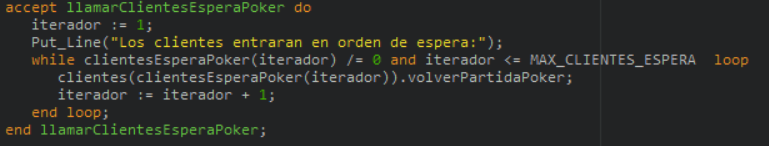 accept llamarClientesEsperaPoker do
   iterador := 1;
   Put_Line("Los clientes entraran en orden de espera:");
   while clientesEsperaPoker(iterador) /= 0 and iterador <= MAX_CLIENTES_ESPERA  loop
      clientes(clientesEsperaPoker(iterador)).volverPartidaPoker;
      iterador := iterador + 1;
   end loop;
end llamarClientesEsperaPoker;